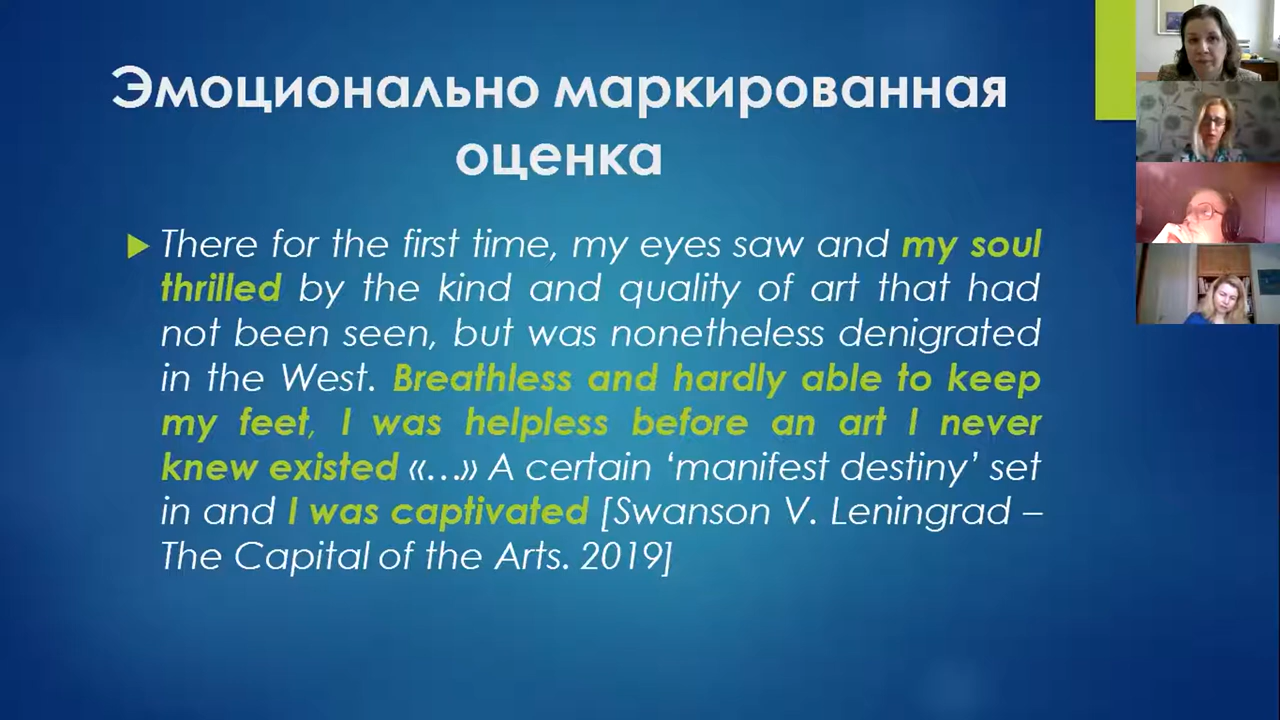 Эмоционально маркированная
оценка
There for the first time, my eyes saw and my soul
thrilled by the kind and quality of art that had
not been seen, but was nonetheless denigrated
in the West. Breathless and hardly able to keep
my feet, I was helpless before an art I never
knew existed «…» A certain ‘manifest destiny’ set
in and I was captivated [Swanson V. Leningrad –
The Capital of the Arts. 2019]